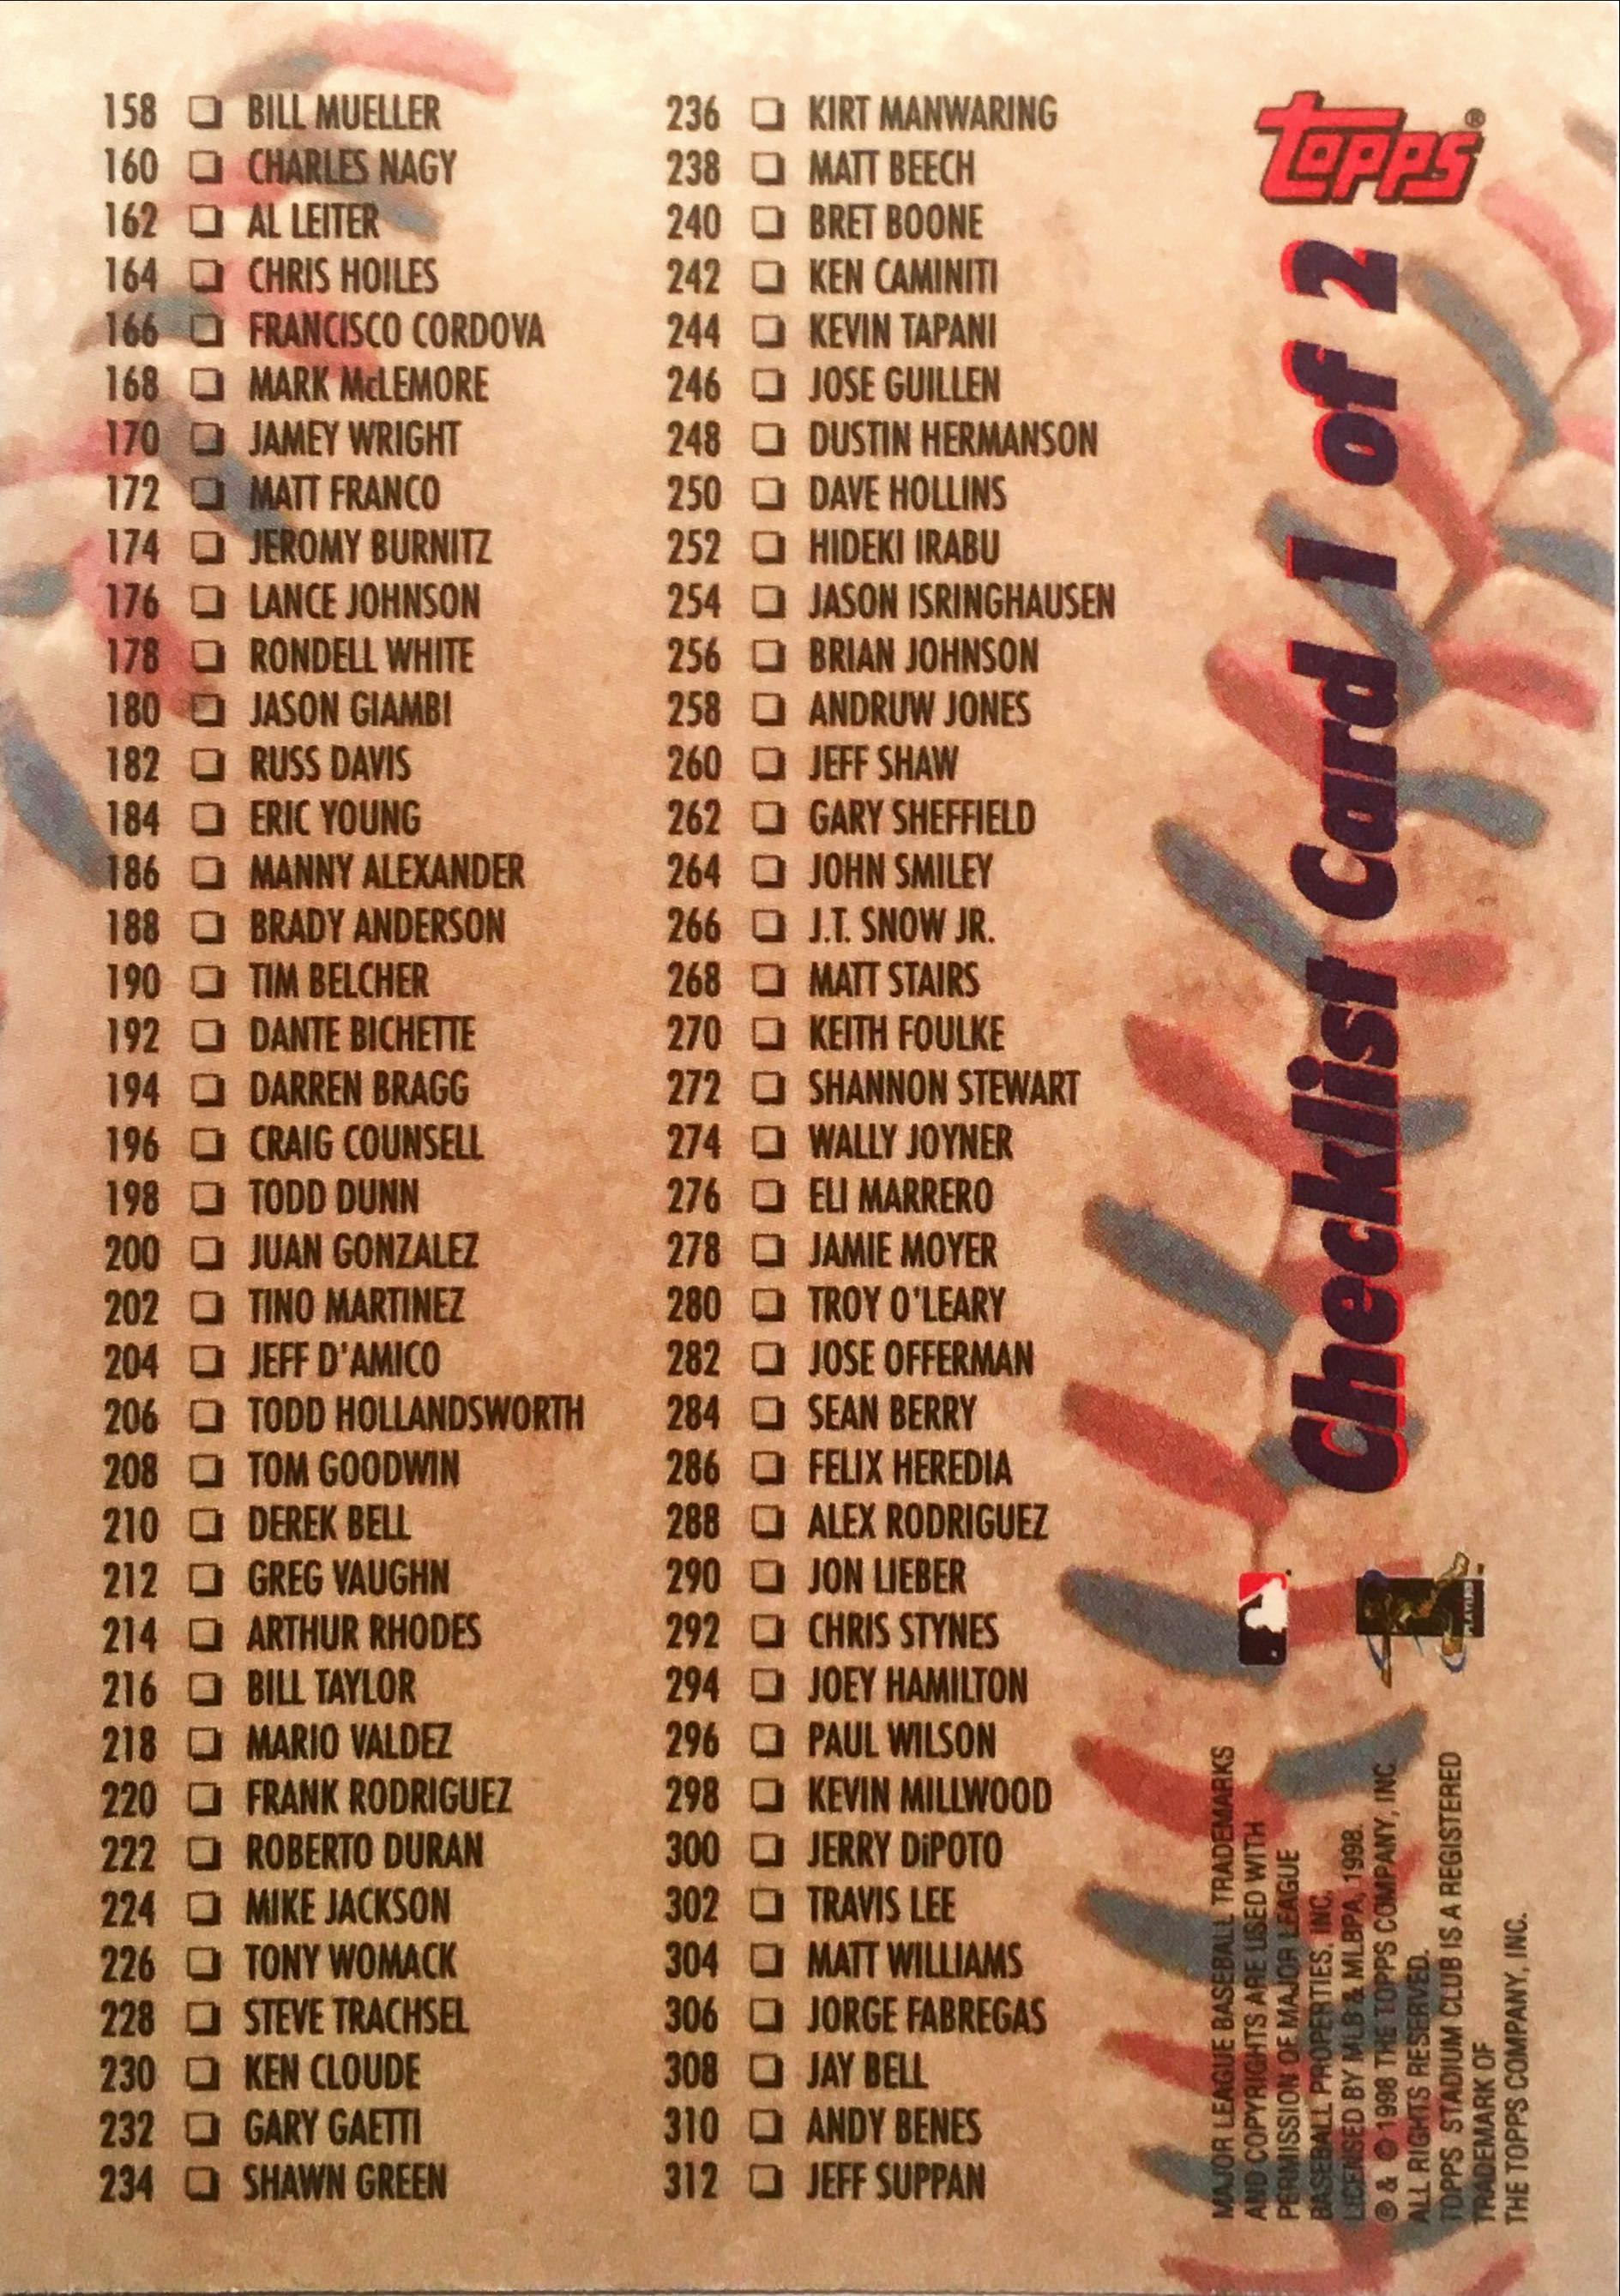 158 ❏ BILL MUELLER
160 ❏ CHARLES NAGY
162 ❏ AL LEITER
164 ❏ CHRIS HOILES
166 ❏ FRANCISCO CORDOVA
168 ❏ MARK McLEMORE
170 ❏ JAMEY WRIGHT
172 ❏ MATT FRANCO
174 ❏ JEROMY BURNITZ
176 ❏ LANCE JOHNSON
178 ❏ RONDELL WHITE
180 ❏ JASON GIAMBI
182 ❏ RUSS DAVIS
184 ❏ ERIC YOUNG
186 ❏ MANNY ALEXANDER
188 ❏ BRADY ANDERSON
190 ❏ TIM BELCHER
192 ❏ DANTE BICHETTE
194 ❏ DARREN BRAGG
196 ❏ CRAIG COUNSELL
198 ❏ TODD DUNN
200 ❏ JUAN GONZALEZ
202 ❏ TINO MARTINEZ
204 ❏ JEFF D'AMICO
206 ❏ TODD HOLLANDSWORTH
208 ❏ TOM GOODWIN
210 ❏ DEREK BELL
212 ❏ GREG VAUGHN
214 ❏ ARTHUR RHODES
216 ❏ BILL TAYLOR
218 ❏ MARIO VALDEZ
220 ❏ FRANK RODRIGUEZ
222 ❏ ROBERTO DURAN
224 ❏ MIKE JACKSON
226 ❏ TONY WOMACK
228 ❏ STEVE TRACHSEL
230 ❏ KEN CLOUDE
232 ❏ GARY GAETTI
234 ❏ SHAWN GREEN
236 ❏ KIRT MANWARING
238 ❏ MATT BEECH
240 ❏ BRET BOONE
242 ❏ KEN CAMINITI
244 ❏ KEVIN TAPANI
246 ❏ JOSE GUILLEN
248 ❏ DUSTIN HERMANSON
250 ❏ DAVE HOLLINS
252 ❏ HIDEKI IRABU
254 ❏ JASON ISRINGHAUSEN
256 ❏ BRIAN JOHNSON
258 ❏ ANDRUW JONES
260 ❏ JEFF SHAW
262 ❏ GARY SHEFFIELD
264 ❏ JOHN SMILEY
266 ❏ J.T. SNOW JR.
268 ❏ MATT STAIRS
270 ❏ KEITH FOULKE
272 ❏ SHANNON STEWART
274 ❏ WALLY JOYNER
276 ❏ ELI MARRERO
278 ❏ JAMIE MOYER
280 ❏ TROY O'LEARY
282 ❏ JOSE OFFERMAN
284 ❏ SEAN BERRY
286 ❏ FELIX HEREDIA
288 ❏ ALEX RODRIGUEZ
290 ❏ JON LIEBER
292 ❏ CHRIS STYNES
294 ❏ JOEY HAMILTON
296 ❏ PAUL WILSON
298 ❏ KEVIN MILLWOOD
300 ❏ JERRY DiPOTO
302 ❏ TRAVIS LEE
304 ❏ MATT WILLIAMS
306 ❏ JORGE FABREGAS
308 ❏ JAY BELL
310 ❏ ANDY BENES
312 ❏ JEFF SUPPAN
TOPPS®
Checklist Card 1 of 2
MAJOR LEAGUE BASEBALL TRADEMARKS
AND COPYRIGHTS ARE USED WITH
PERMISSION OF MAJOR LEAGUE
BASEBALL PROPERTIES, INC.
LICENSED BY MLB & MLBPA, 1998.
® & © 1998 THE TOPPS COMPANY, INC
ALL RIGHTS RESERVED.
TOPPS STADIUM CLUB IS A REGISTERED
TRADEMARK OF
THE TOPPS COMPANY, INC.